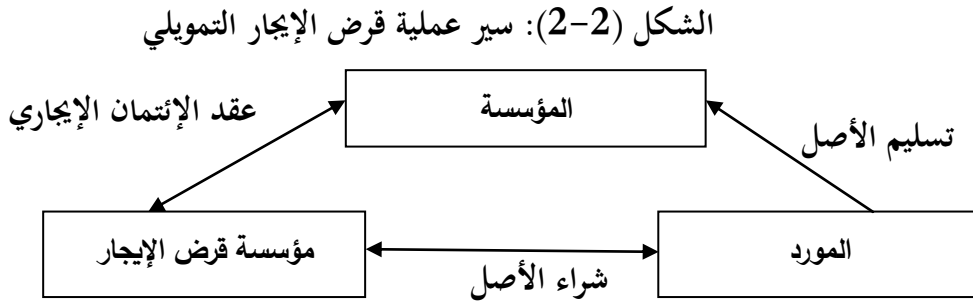 الشكل (2-2): سير عملية قرض الإيجار التمويلي
المؤسسة
عقد الإئتمان الإيجاري
تسليم الأصل
المورد
مؤسسة قرض الإيجار
شراء الأصل